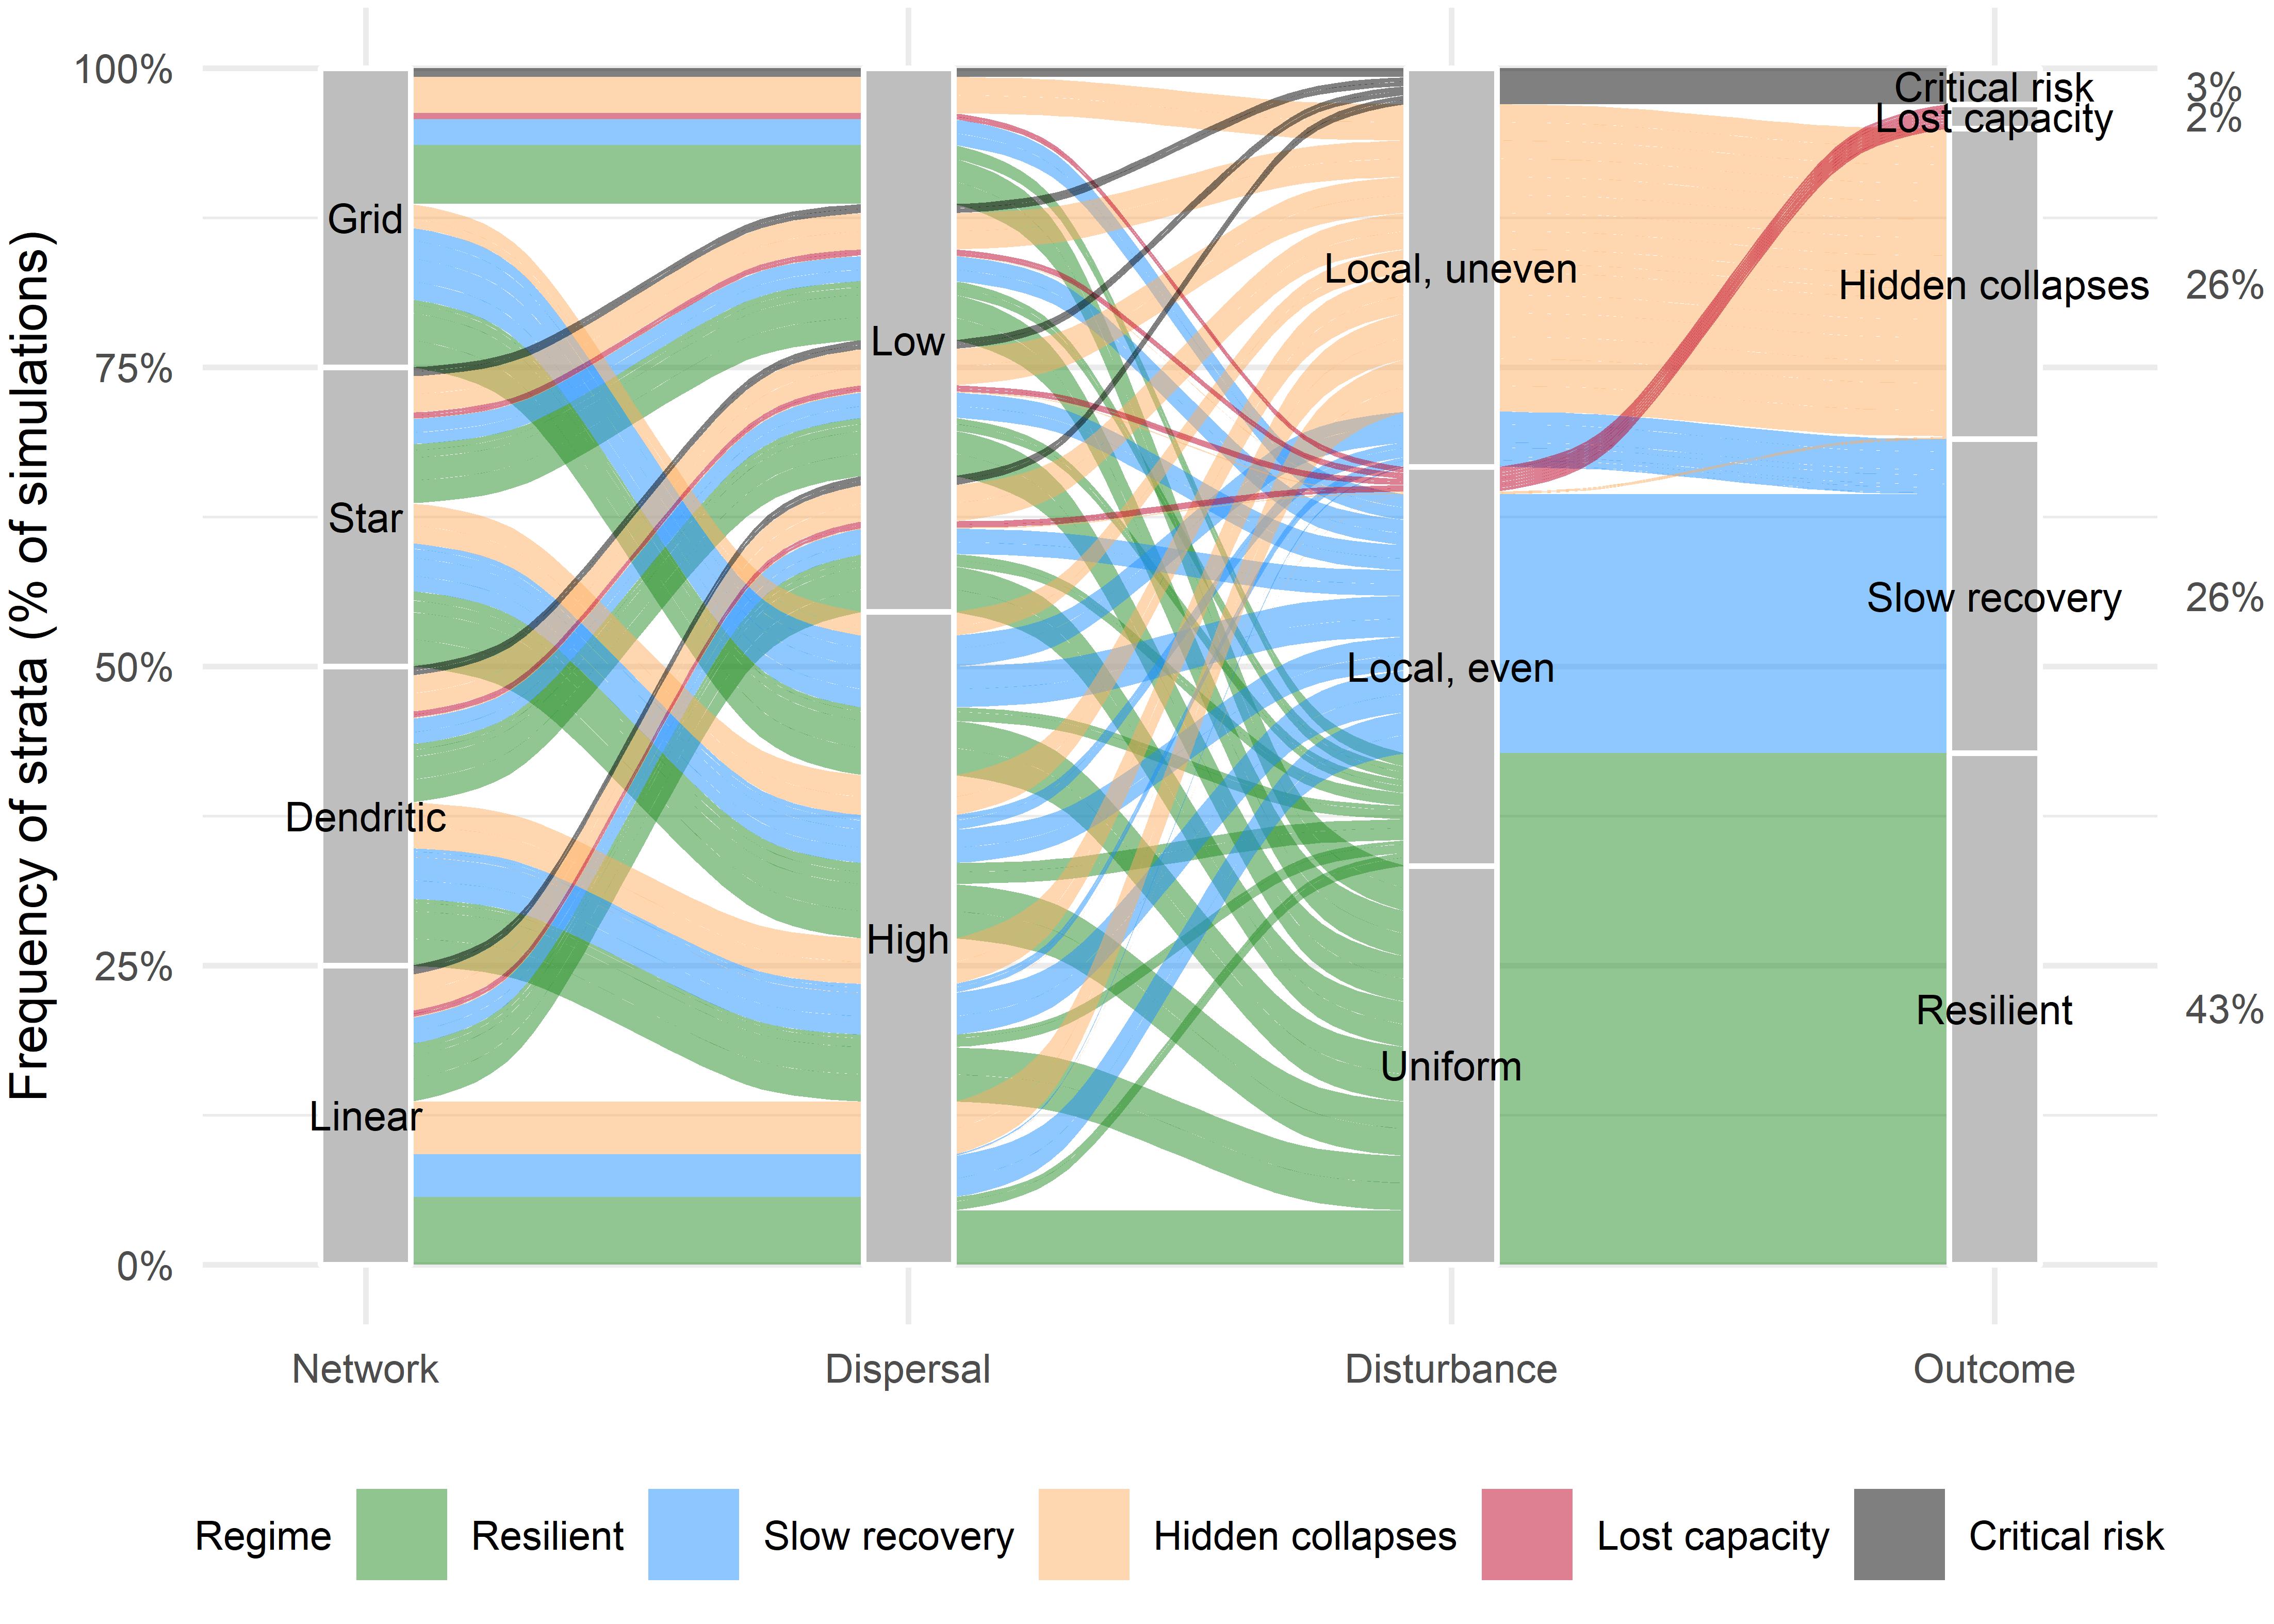 Frequency of strata (% of simulations)
100%
75%
50%
25%
0%
Grid
Star
Dendritic
Linear
Low
High
Local, uneven
Local, even
Uniform
Critical risk
Lost capacity
Hidden collapses
Slow recovery
Resilient
3%
2%
26%
26%
43%
Network
Dispersal
Disturbance
Outcome
Regime
Resilient
Slow recovery
Hidden collapses
Lost capacity
Critical risk